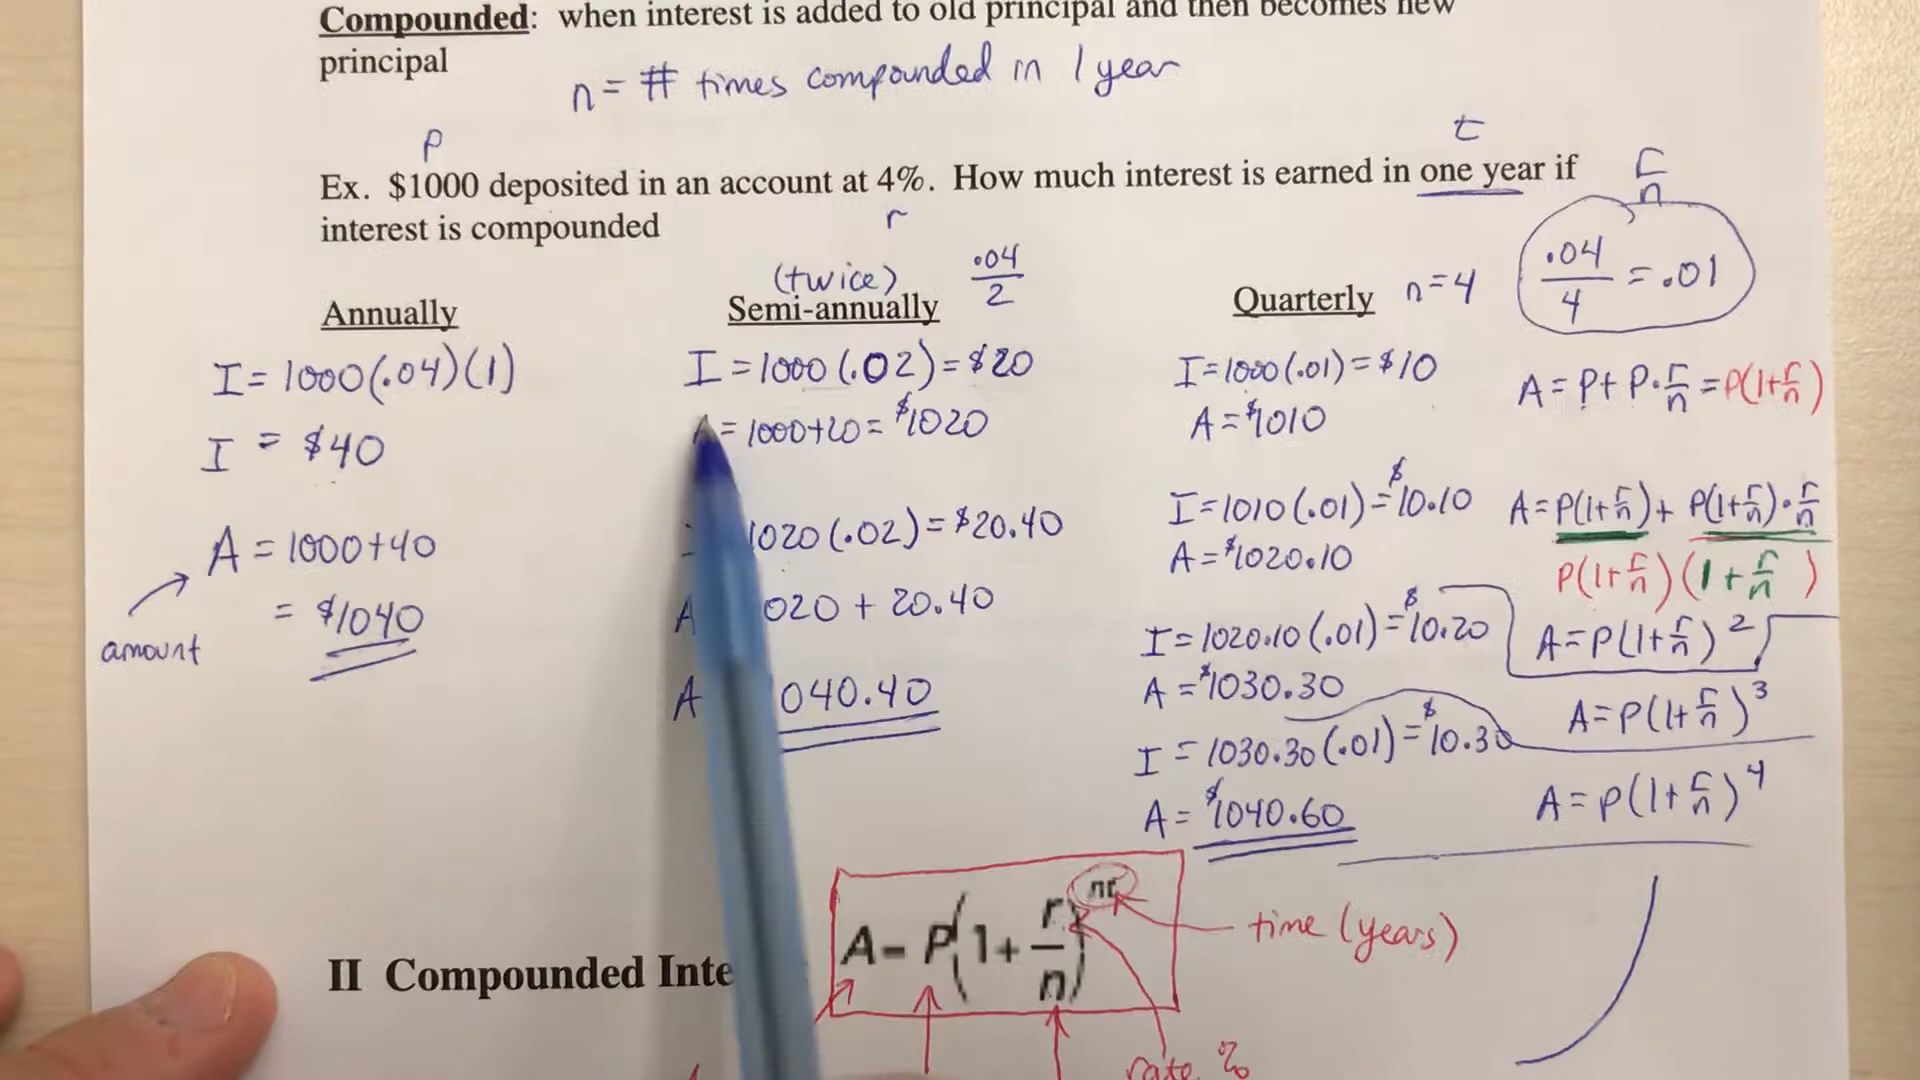 Compounded: when interest is added to old principal and then becomes new
principal
n = # times compounded in 1 year
P
t
Ex. $1000 deposited in an account at 4%. How much interest is earned in one year if
interest is compounded
r
r/n
.04/4 = .01
Annually
I = 1000(.04)(1)
I = $40
A = 1000+40
= $1040
amount
(twice)
.04/2
Semi-annually
I = 1000(.02) = $20
A = 1000+20 = $1020
1020(.02) = $20.40
A 020 + 20.40
A 040.40
Quarterly n=4
I = 1000(.01) = $10
A = $1010
I = 1010(.01) = $10.10
A = $1020.10
I = 1020.10(.01) = $10.20
A = $1030.30
I = 1030.30(.01) = $10.30
A = $1040.60
A = P + P·r/n = P(1+r/n)
A = P(1+r/n) + P(1+r/n)·r/n
P(1+r/n)(1+r/n)
A = P(1+r/n)^2
A = P(1+r/n)^3
A = P(1+r/n)^4
II Compounded Inte
A = P(1+r/n)^nt
time (years)
rate %